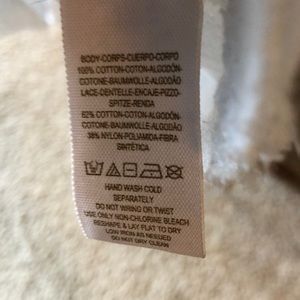 BODY-CORPS-CUERPO-CORPO
100% COTTON-COTON-ALGODÓN-
COTONE-BAUMWOLLE-ALGODÃO
LACE-DENTELLE-ENCAJE-PIZZO-
SPITZE-RENDA
62% COTTON-COTON-ALGODÓN-
COTONE-BAUMWOLLE-ALGODÃO
38% NYLON-POLIAMIDA-FIBRA
SINTÉTICA
HAND WASH COLD
SEPARATELY
DO NOT WRING OR TWIST
USE ONLY NON-CHLORINE BLEACH
RESHAPE & LAY FLAT TO DRY
LOW IRON AS NEEDED
DO NOT DRY CLEAN